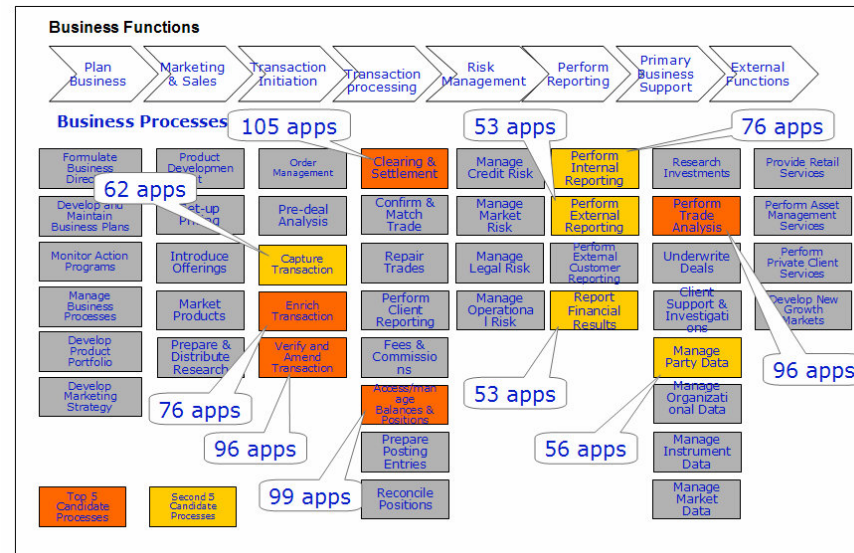 Business Functions
Plan
Business
Marketing
& Sales
Transaction
Initiation
Transaction
processing
Risk
Management
Perform
Reporting
Primary
Business
Support
External
Functions
Business Processes
105 apps
53 apps
76 apps
62 apps
Formulate
Business
Product
Developmen
Order
Management
Clearing &
Settlement
Manage
Credit Risk
Perform
Internal
Reporting
Research
Investments
Provide Retail
Services
Develop and
Maintain
Business Plans
Pre-deal
Analysis
Confirm &
Match
Trade
Manage
Market
Risk
Perform
External
Reporting
Perform
Trade
Analysis
Perform Asset
Management
Services
Monitor Action
Programs
Introduce
Offerings
Capture
Transaction
Repair
Trades
Manage
Legal Risk
Perform
External
Customer
Reporting
Underwrite
Deals
Perform
Private Client
Services
Manage
Business
Processes
Market
Products
Enrich
Transaction
Perform
Client
Reporting
Manage
Operationa
l Risk
Report
Financial
Results
Client
Support &
Investigati
ons
Develop New
Growth
Markets
Develop
Product
Portfolio
Prepare &
Distribute
Research
Verify and
Amend
Transaction
Fees &
Commissio
ns
Manage
Party Data
Develop
Marketing
Strategy
Access/man
age
Balances &
Positions
Manage
Organizati
onal Data
Prepare
Posting
Entries
Manage
Instrument
Data
Reconcile
Positions
Manage
Market
Data
76 apps
96 apps
99 apps
53 apps
56 apps
96 apps
Top 5
Candidate
Processes
Second 5
Candidate
Processes